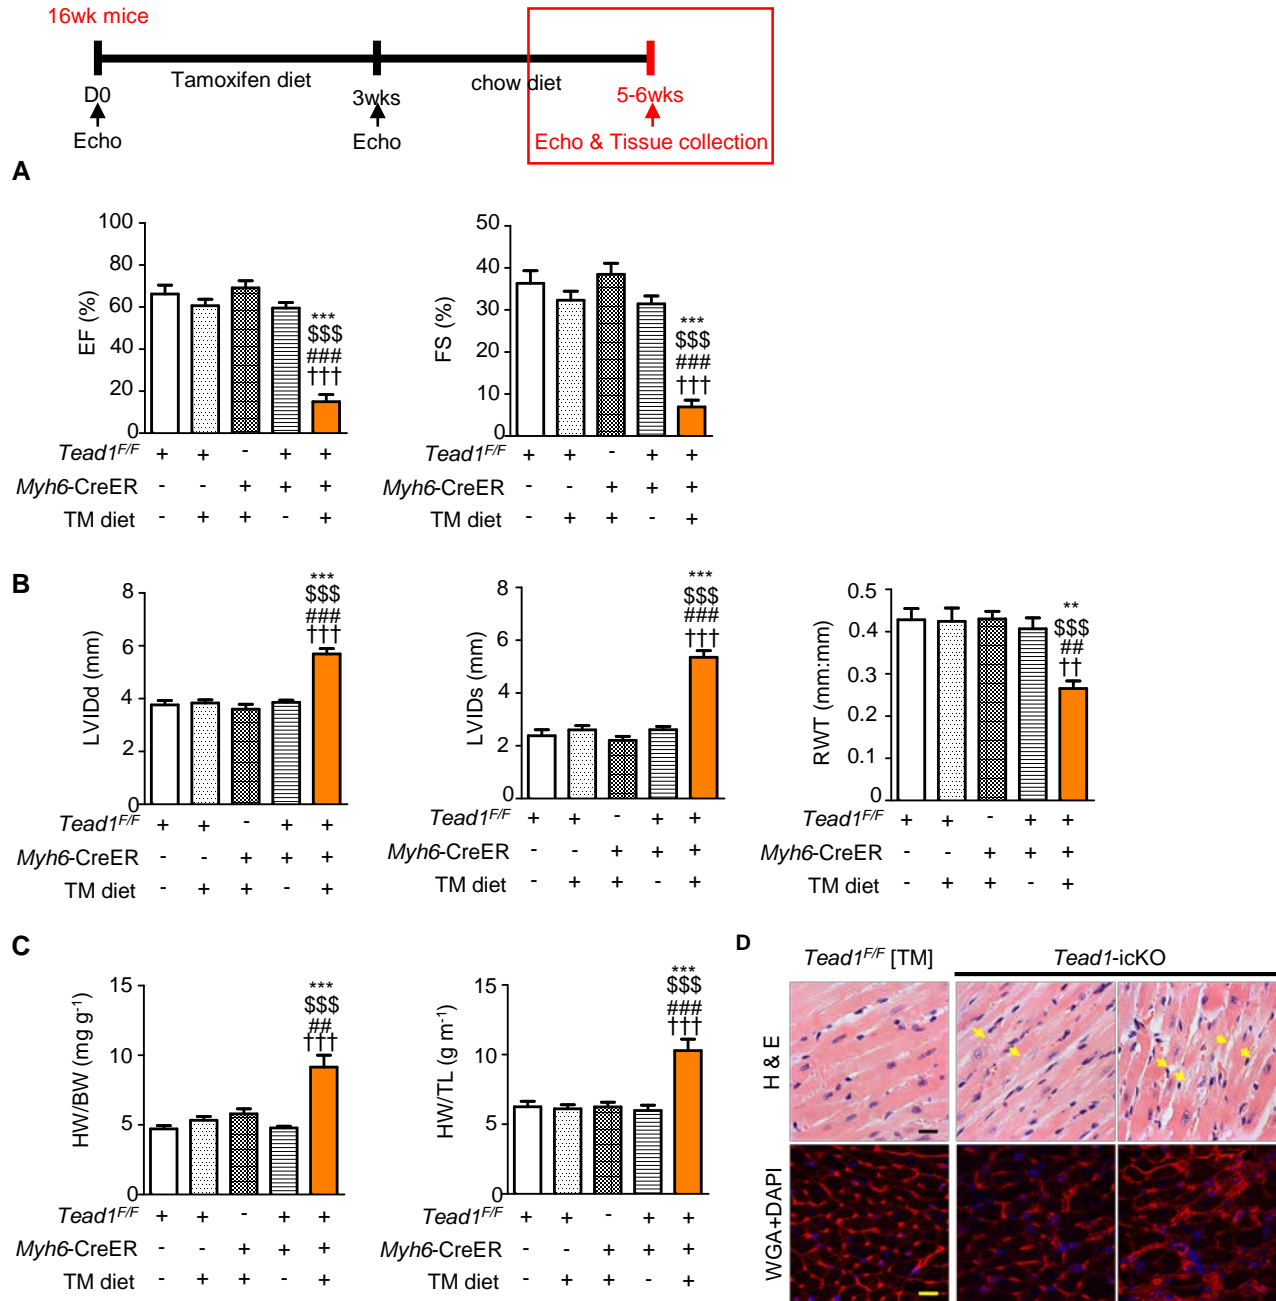 16wk mice
Tamoxifen diet
chow diet
D0
3wks
5-6wks
Echo
Echo
Echo & Tissue collection
A
100
80
60
40
20
0
EF (%)
***
$$$
###
†††
Tead1F/F + + - + +
Myh6-CreER - - + + +
TM diet - + + - +
50
40
30
20
10
0
FS (%)
***
$$$
###
†††
Tead1F/F + + - + +
Myh6-CreER - - + + +
TM diet - + + - +
B
8
6
4
2
0
LVIDd (mm)
***
$$$
###
†††
Tead1F/F + + - + +
Myh6-CreER - - + + +
TM diet - + + - +
8
6
4
2
0
LVIDs (mm)
***
$$$
###
†††
Tead1F/F + + - + +
Myh6-CreER - - + + +
TM diet - + + - +
0.4
0.3
0.2
0.1
0
RWT (mm:mm)
**
$$$
##
††
Tead1F/F + + - + +
Myh6-CreER - - + + +
TM diet - + + - +
C
15
10
5
0
HW/BW (mg g-1)
***
$$$
##
†††
Tead1F/F + + - + +
Myh6-CreER - - + + +
TM diet - + + - +
15
10
5
0
HW/TL (g m-1)
***
$$$
###
†††
Tead1F/F + + - + +
Myh6-CreER - - + + +
TM diet - + + - +
D
Tead1F/F [TM]
Tead1-icKO
H & E
WGA+DAPI